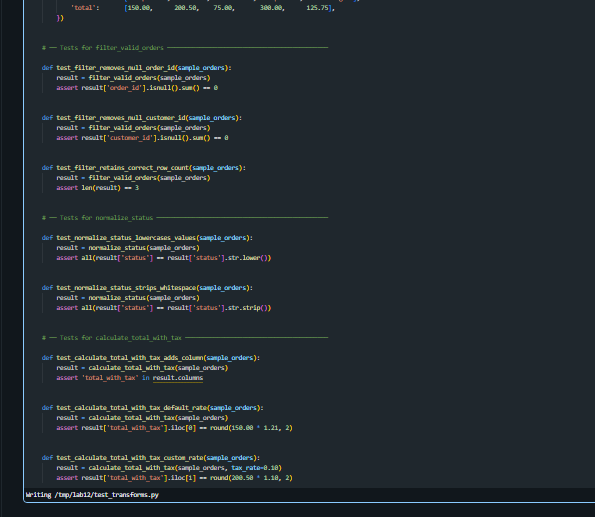 'total': [150.00, 200.50, 75.00, 300.00, 125.75],
})
# ── Tests for filter_valid_orders ──────────────────────────────
def test_filter_removes_null_order_id(sample_orders):
result = filter_valid_orders(sample_orders)
assert result['order_id'].isnull().sum() == 0
def test_filter_removes_null_customer_id(sample_orders):
result = filter_valid_orders(sample_orders)
assert result['customer_id'].isnull().sum() == 0
def test_filter_retains_correct_row_count(sample_orders):
result = filter_valid_orders(sample_orders)
assert len(result) == 3
# ── Tests for normalize_status ──────────────────────────────
def test_normalize_status_lowercases_values(sample_orders):
result = normalize_status(sample_orders)
assert all(result['status'] == result['status'].str.lower())
def test_normalize_status_strips_whitespace(sample_orders):
result = normalize_status(sample_orders)
assert all(result['status'] == result['status'].str.strip())
# ── Tests for calculate_total_with_tax ──────────────────────────
def test_calculate_total_with_tax_adds_column(sample_orders):
result = calculate_total_with_tax(sample_orders)
assert 'total_with_tax' in result.columns
def test_calculate_total_with_tax_default_rate(sample_orders):
result = calculate_total_with_tax(sample_orders)
assert result['total_with_tax'].iloc[0] == round(150.00 * 1.21, 2)
def test_calculate_total_with_tax_custom_rate(sample_orders):
result = calculate_total_with_tax(sample_orders, tax_rate=0.10)
assert result['total_with_tax'].iloc[1] == round(200.50 * 1.10, 2)
Writing /tmp/lab12/test_transforms.py